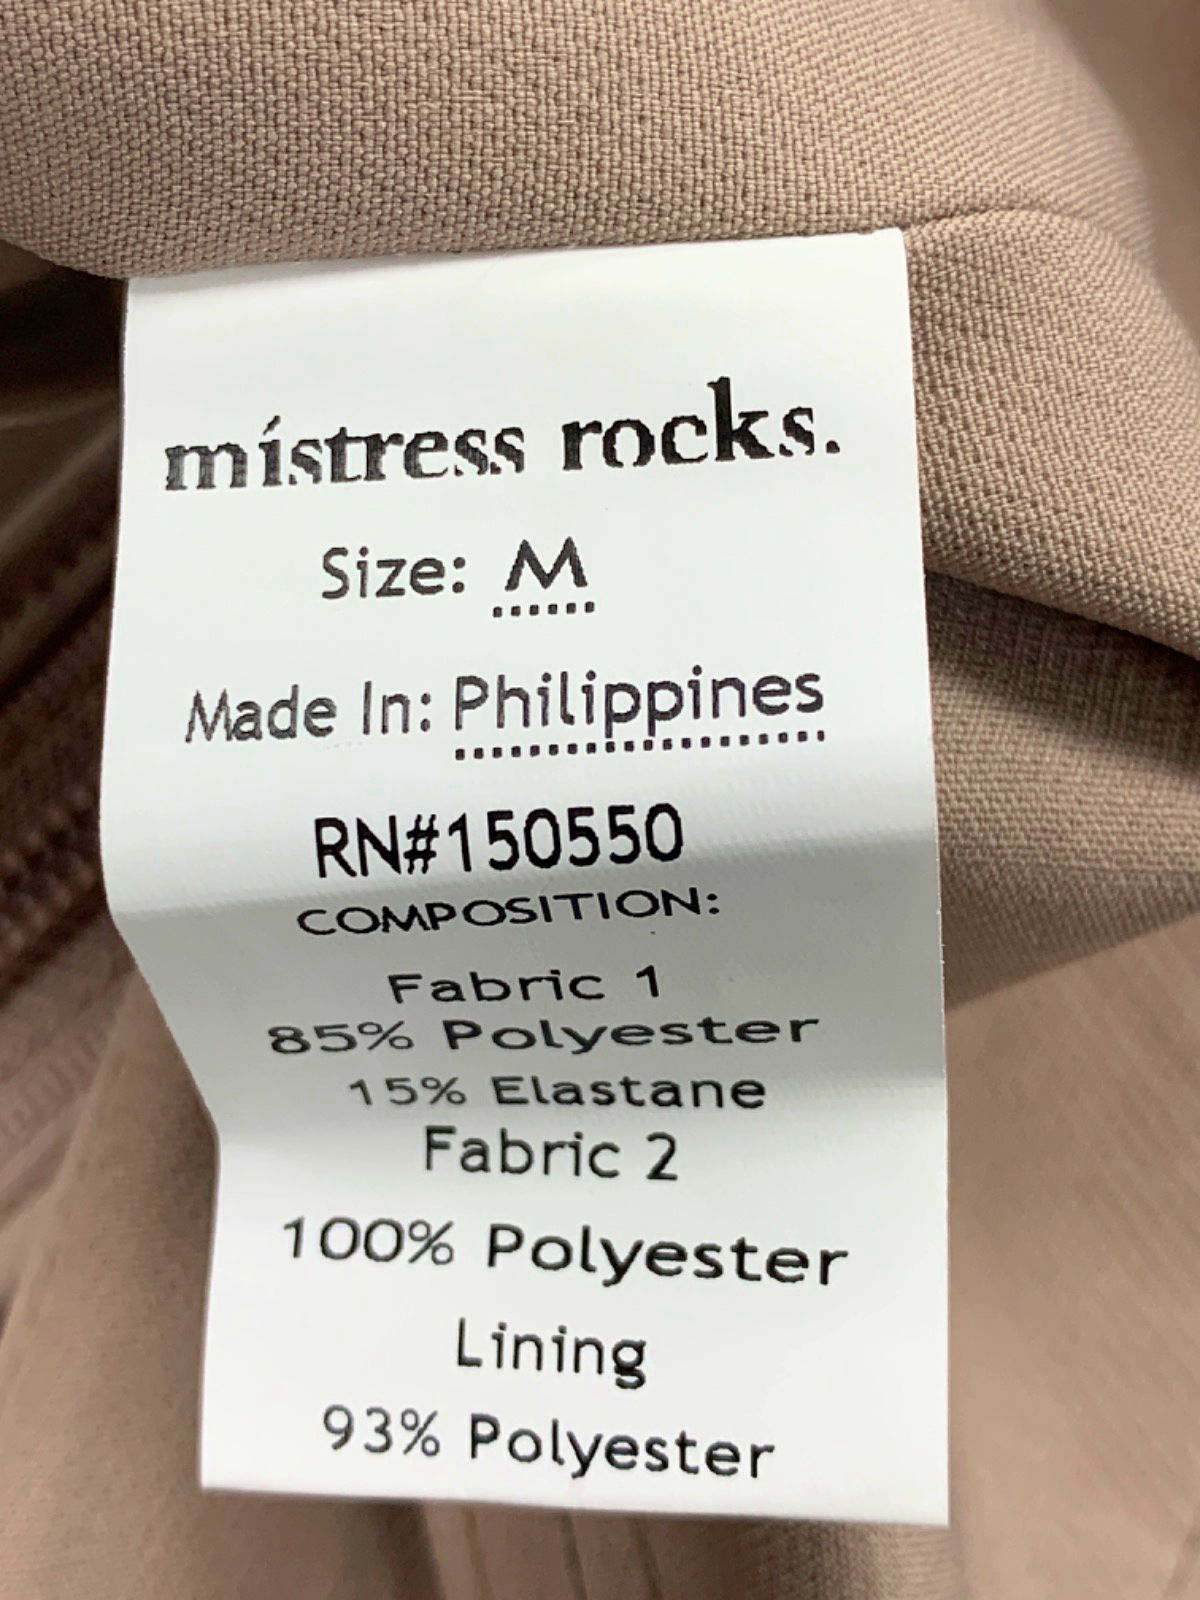 mistress rocks.
Size: M
Made In: Philippines
RN#150550
COMPOSITION:
Fabric 1
85% Polyester
15% Elastane
Fabric 2
100% Polyester
Lining
93% Polyester